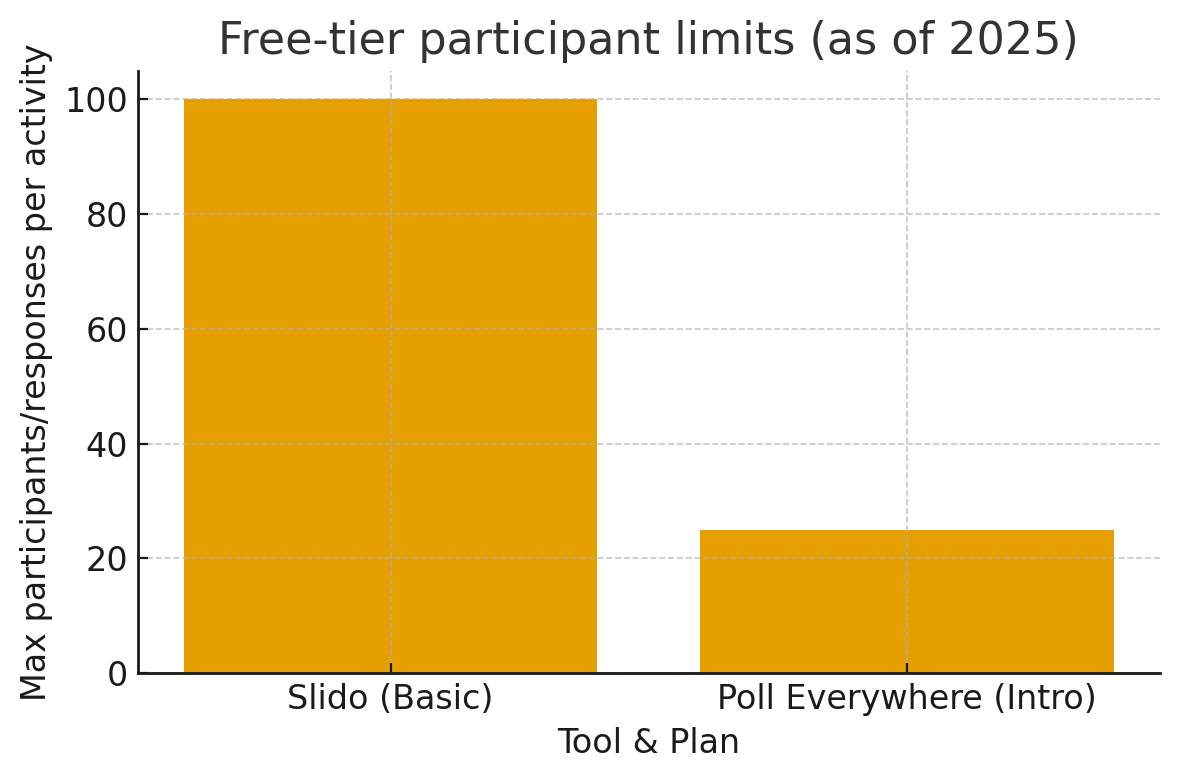 Free-tier participant limits (as of 2025)
Max participants/responses per activity
100
80
60
40
20
0
Slido (Basic)
Poll Everywhere (Intro)
Tool & Plan